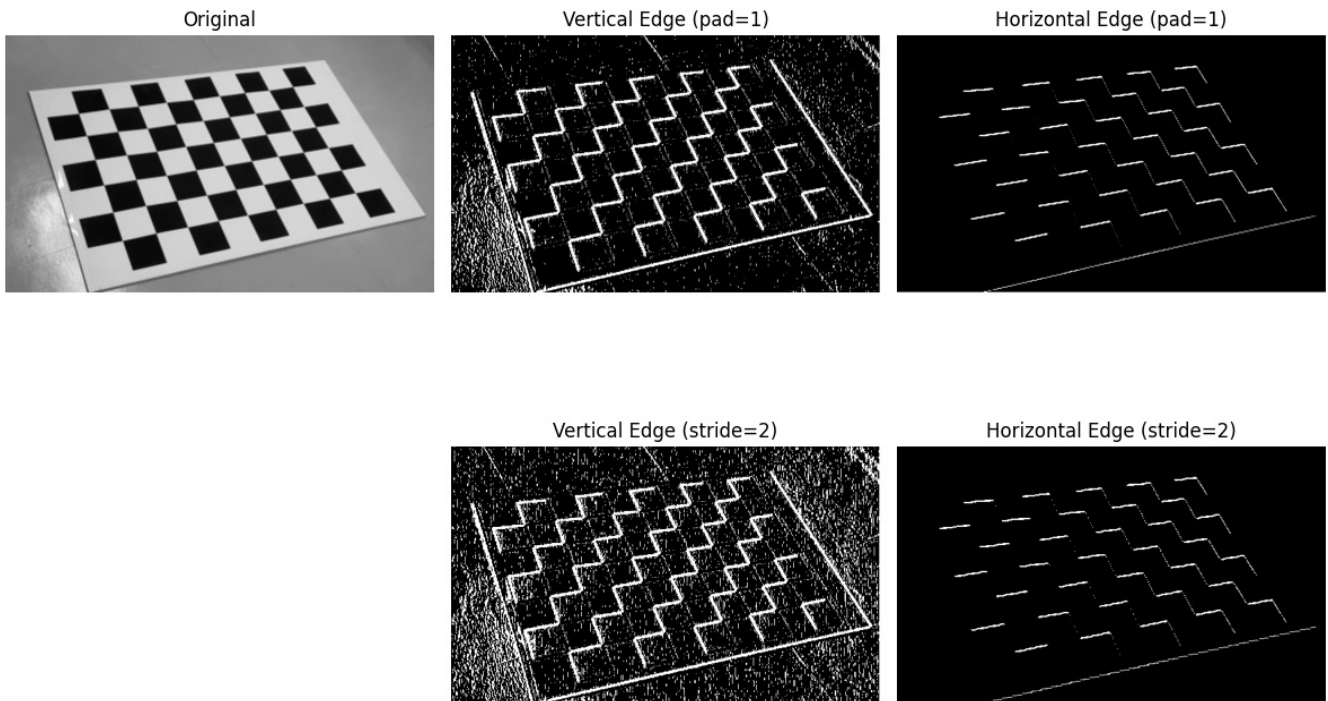 Original
Vertical Edge (pad=1)
Horizontal Edge (pad=1)
Vertical Edge (stride=2)
Horizontal Edge (stride=2)